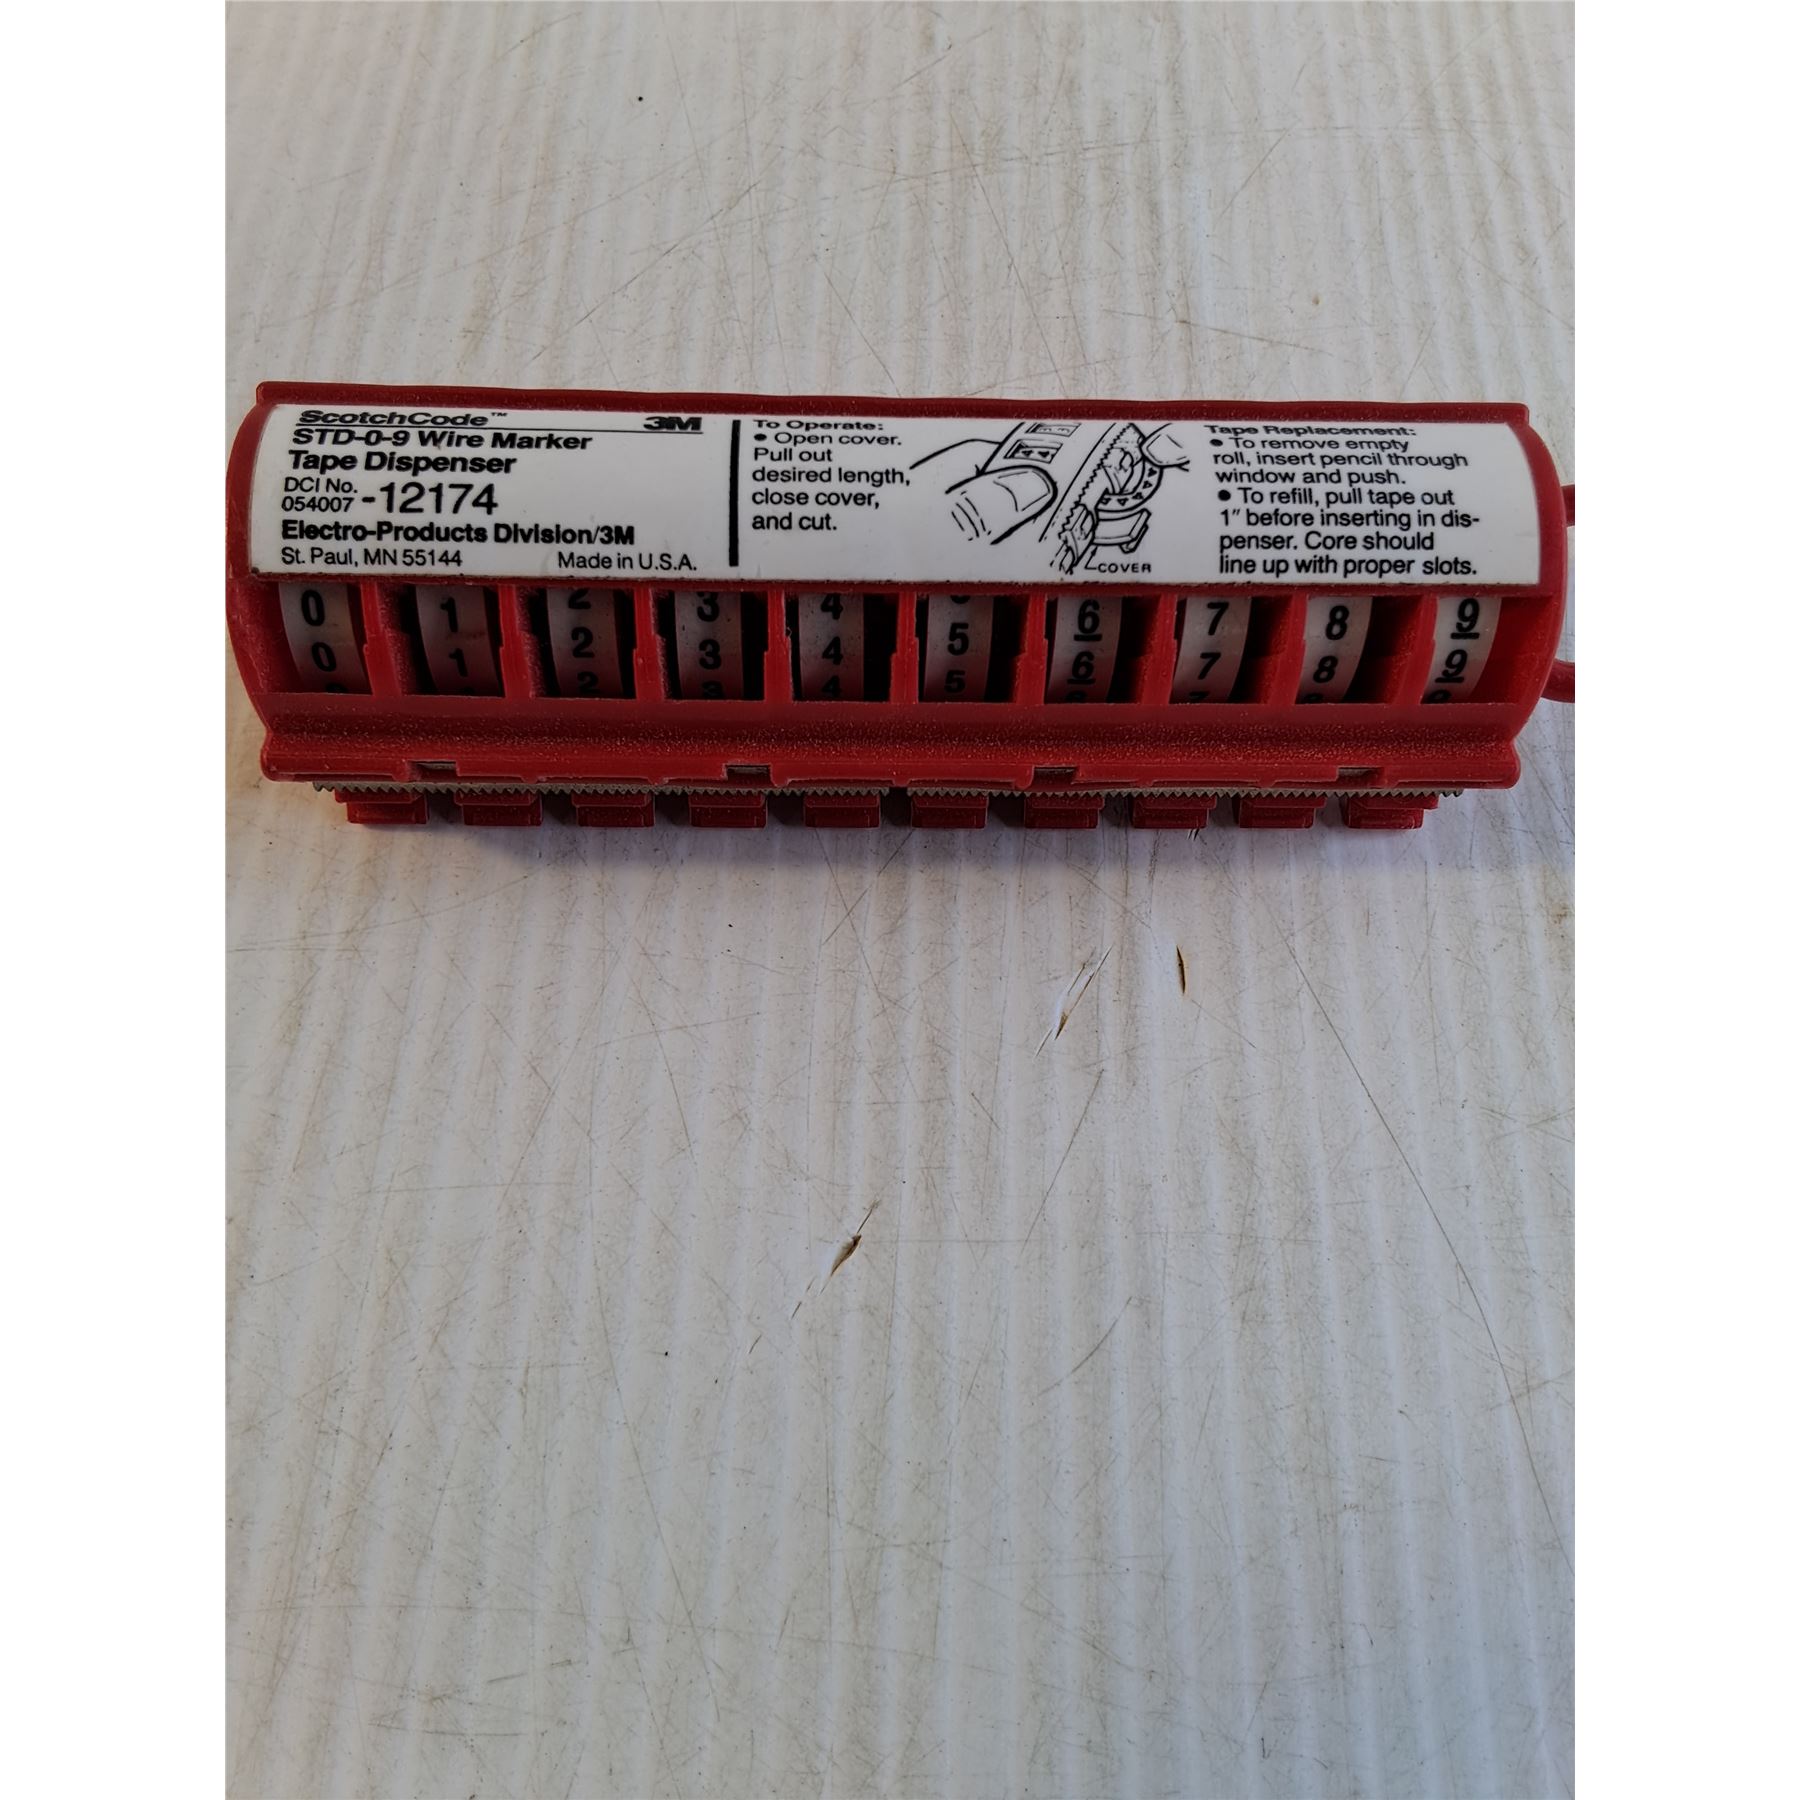 ScotchCode™ 3M
STD-0-9 Wire Marker
Tape Dispenser
DCI No.
054007 -12174
Electro-Products Division/3M
St. Paul, MN 55144 Made in U.S.A.
To Operate:
• Open cover.
Pull out
desired length,
close cover,
and cut.
COVER
Tape Replacement:
• To remove empty
roll, insert pencil through
window and push.
• To refill, pull tape out
1" before inserting in dis-
penser. Core should
line up with proper slots.
0 1 2 3 4 5 6 7 8 9
0 1 2 3 4 5 6 7 8 9